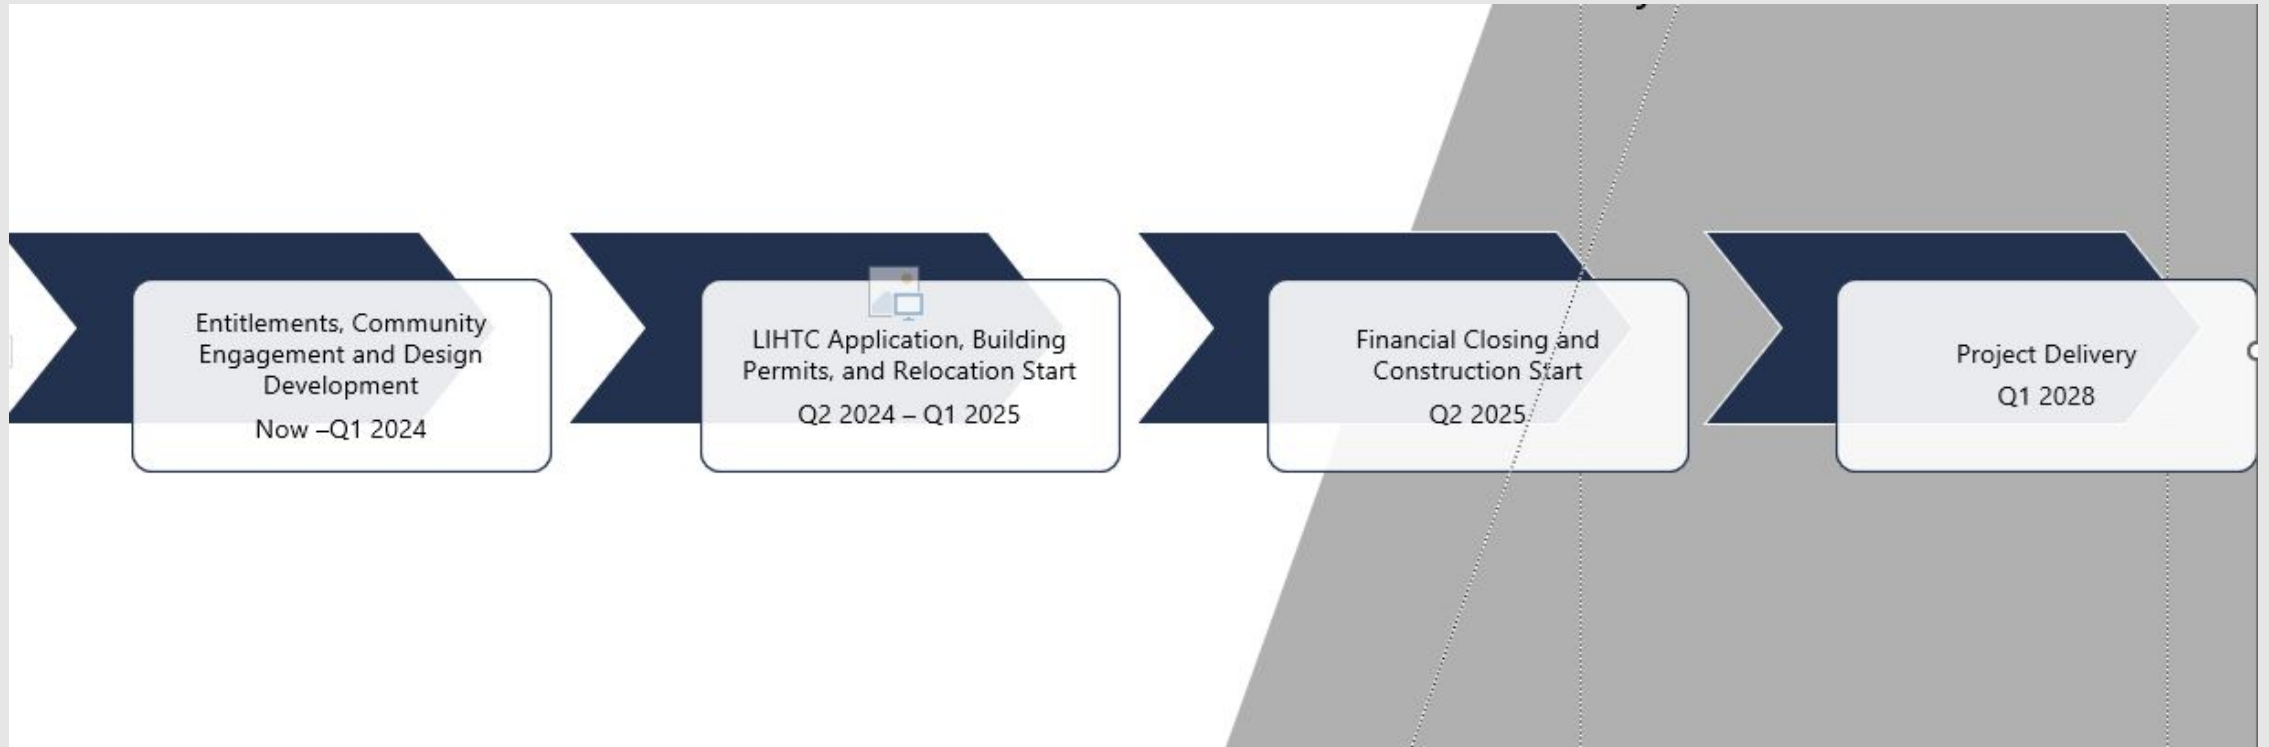 Entitlements, Community
Engagement and Design
Development
Now –Q1 2024
LIHTC Application, Building
Permits, and Relocation Start
Q2 2024 – Q1 2025
Financial Closing and
Construction Start
Q2 2025
Project Delivery
Q1 2028